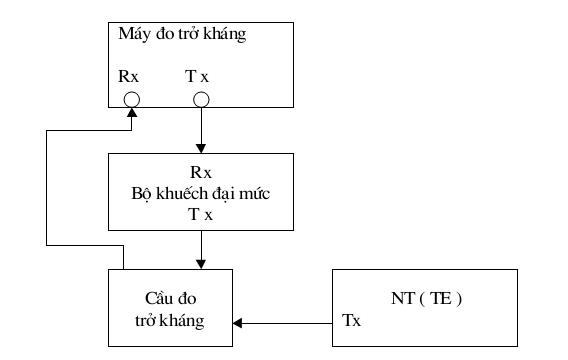 Máy đo trở kháng
Rx T x
Rx
Bộ khuếch đại mức
T x
Cầu đo
trở kháng
NT ( TE )
Tx